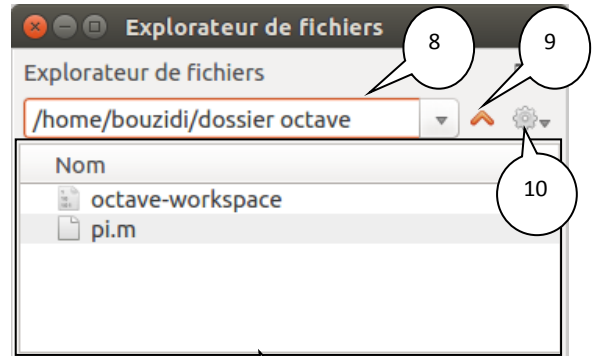 Explorateur de fichiers
8
9
Explorateur de fichiers
/home/bouzidi/dossier octave
Nom
10
octave-workspace
pi.m